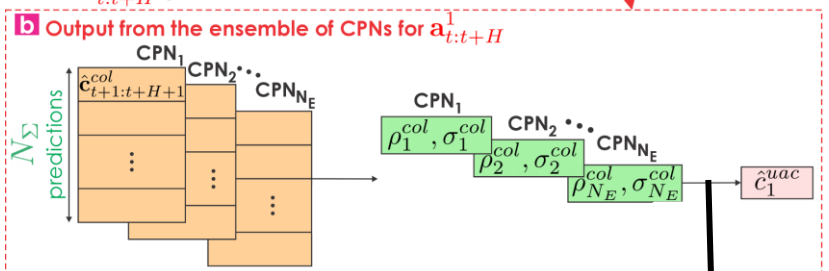 t:t+H
b Output from the ensemble of CPNs for a^1_{t:t+H}
CPN_1
CPN_2 •••
CPN_{N_E}
ĉ^{col}_{t+1:t+H+1}
N_Σ
predictions
⋮
⋮
⋮
CPN_1
CPN_2 •••
CPN_{N_E}
ρ^{col}_1, σ^{col}_1
ρ^{col}_2, σ^{col}_2
ρ^{col}_{N_E}, σ^{col}_{N_E}
ĉ^{uac}_1